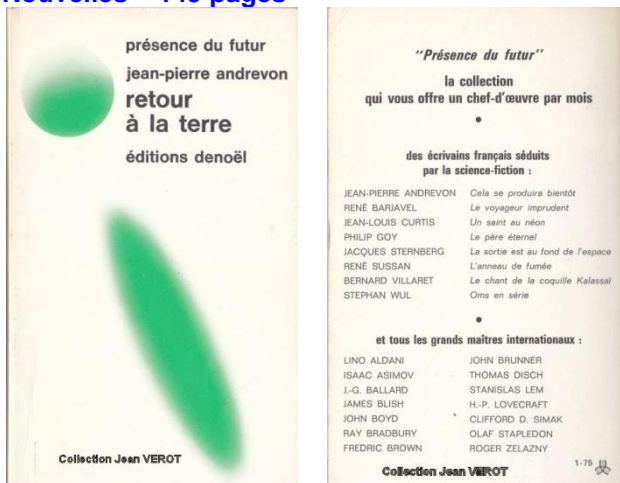 présence du futur
jean-pierre andrevon
retour
à la terre
éditions denoël
Collection Jean VEROT
"Présence du futur"
la collection
qui vous offre un chef-d'œuvre par mois
•
des écrivains français séduits
par la science-fiction :
JEAN-PIERRE ANDREVON Cela se produira bientôt
RENÉ BARJAVEL Le voyageur imprudent
JEAN-LOUIS CURTIS Un saint au néon
PHILIP GOY Le père éternel
JACQUES STERNBERG La sortie est au fond de l'espace
RENÉ SUSSAN L'anneau de fumée
BERNARD VILLARET Le chant de la coquille Kalassai
STEPHAN WUL Oms en série
•
et tous les grands maîtres internationaux :
LINO ALDANI JOHN BRUNNER
ISAAC ASIMOV THOMAS DISCH
J.-G. BALLARD STANISLAS LEM
JAMES BLISH H.-P. LOVECRAFT
JOHN BOYD CLIFFORD D. SIMAK
RAY BRADBURY OLAF STAPLEDON
FREDRIC BROWN ROGER ZELAZNY
1-75
Collection Jean VEROT